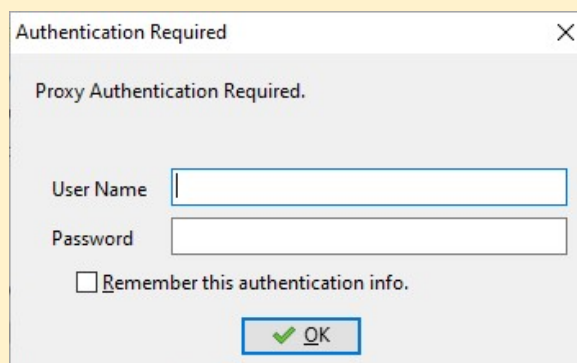 Authentication Required
Proxy Authentication Required.
User Name
Password
Remember this authentication info.
OK